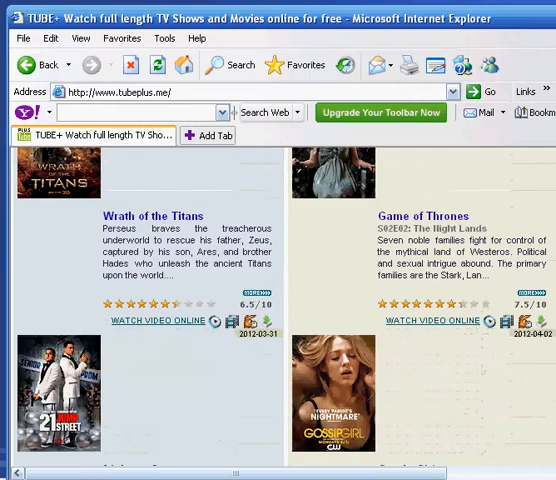 TUBE+ Watch full length TV Shows and Movies online for free - Microsoft Internet Explorer
File Edit View Favorites Tools Help
Back Search Favorites
Address http://www.tubeplus.me/ Go Links »
Y! Search Web Upgrade Your Toolbar Now Mail Bookm
PLUS TUBE TUBE+ Watch full length TV Sho... Add Tab
WRATH OF THE
TITANS
Wrath of the Titans
Perseus braves the treacherous
underworld to rescue his father, Zeus,
captured by his son, Ares, and brother
Hades who unleash the ancient Titans
upon the world....
MORE>>>
6.5/10
WATCH VIDEO ONLINE
2012-03-31
Game of Thrones
S02E02: The Night Lands
Seven noble families fight for control of
the mythical land of Westeros. Political
and sexual intrigue abound. The primary
families are the Stark, Lan...
MORE>>>
7.5/10
WATCH VIDEO ONLINE
2012-04-02
21 JUMP
STREET
NIGHTMARE"
GOSSIP GIRL
CW